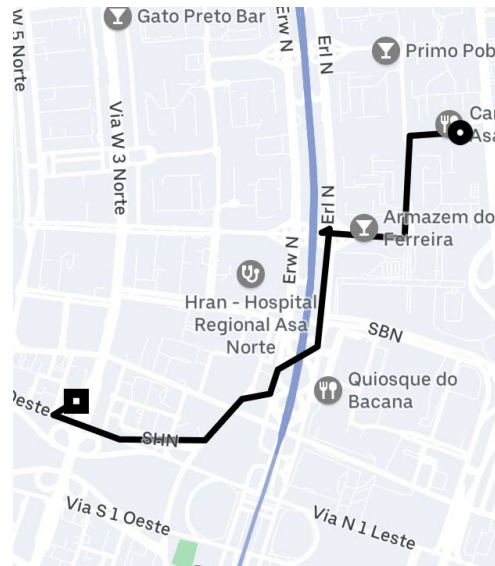 W 5 Norte
Gato Preto Bar
Erw N
Erl N
Primo Pob
Via W 3 Norte
Car
Asa
Erl N
Armazem do
Ferreira
Erw N
Hran - Hospital
Regional Asa
Norte
SBN
Quiosque do
Bacana
Oeste
SHN
Via S 1 Oeste
Via N 1 Leste